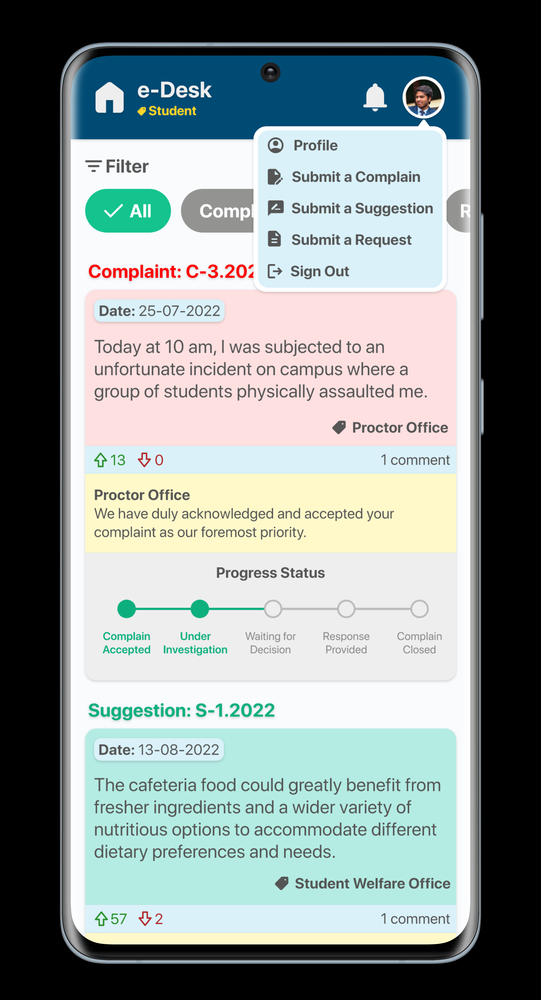 e-Desk
Student
Profile
Submit a Complain
Submit a Suggestion
Submit a Request
Sign Out
Filter
All
Complaint: C-3.202
Date: 25-07-2022
Today at 10 am, I was subjected to an
unfortunate incident on campus where a
group of students physically assaulted me.
Proctor Office
13 0 1 comment
Proctor Office
We have duly acknowledged and accepted your
complaint as our foremost priority.
Progress Status
Complain Accepted
Under Investigation
Waiting for Decision
Response Provided
Complain Closed
Suggestion: S-1.2022
Date: 13-08-2022
The cafeteria food could greatly benefit from
fresher ingredients and a wider variety of
nutritious options to accommodate different
dietary preferences and needs.
Student Welfare Office
57 2 1 comment